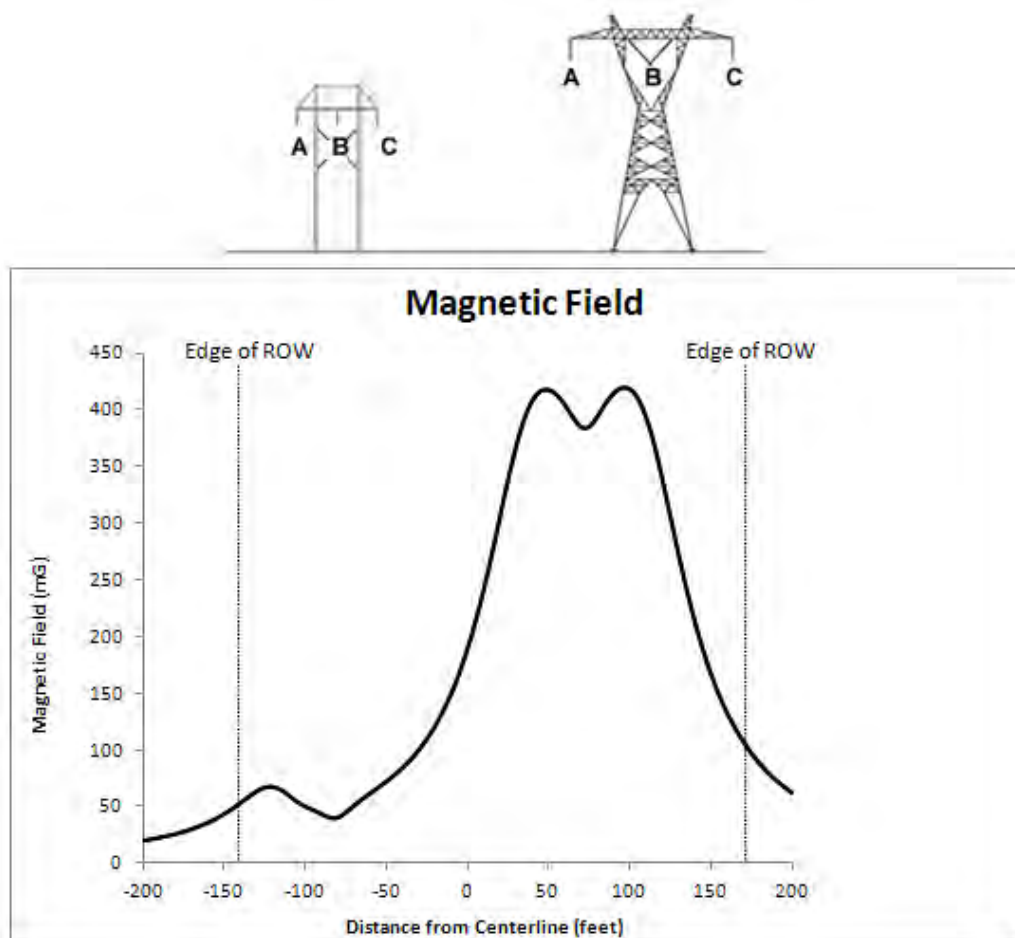 A B C
A B C
Magnetic Field
Edge of ROW Edge of ROW
Magnetic Field (mG)
450
400
350
300
250
200
150
100
50
0
-200 -150 -100 -50 0 50 100 150 200
Distance from Centerline (feet)